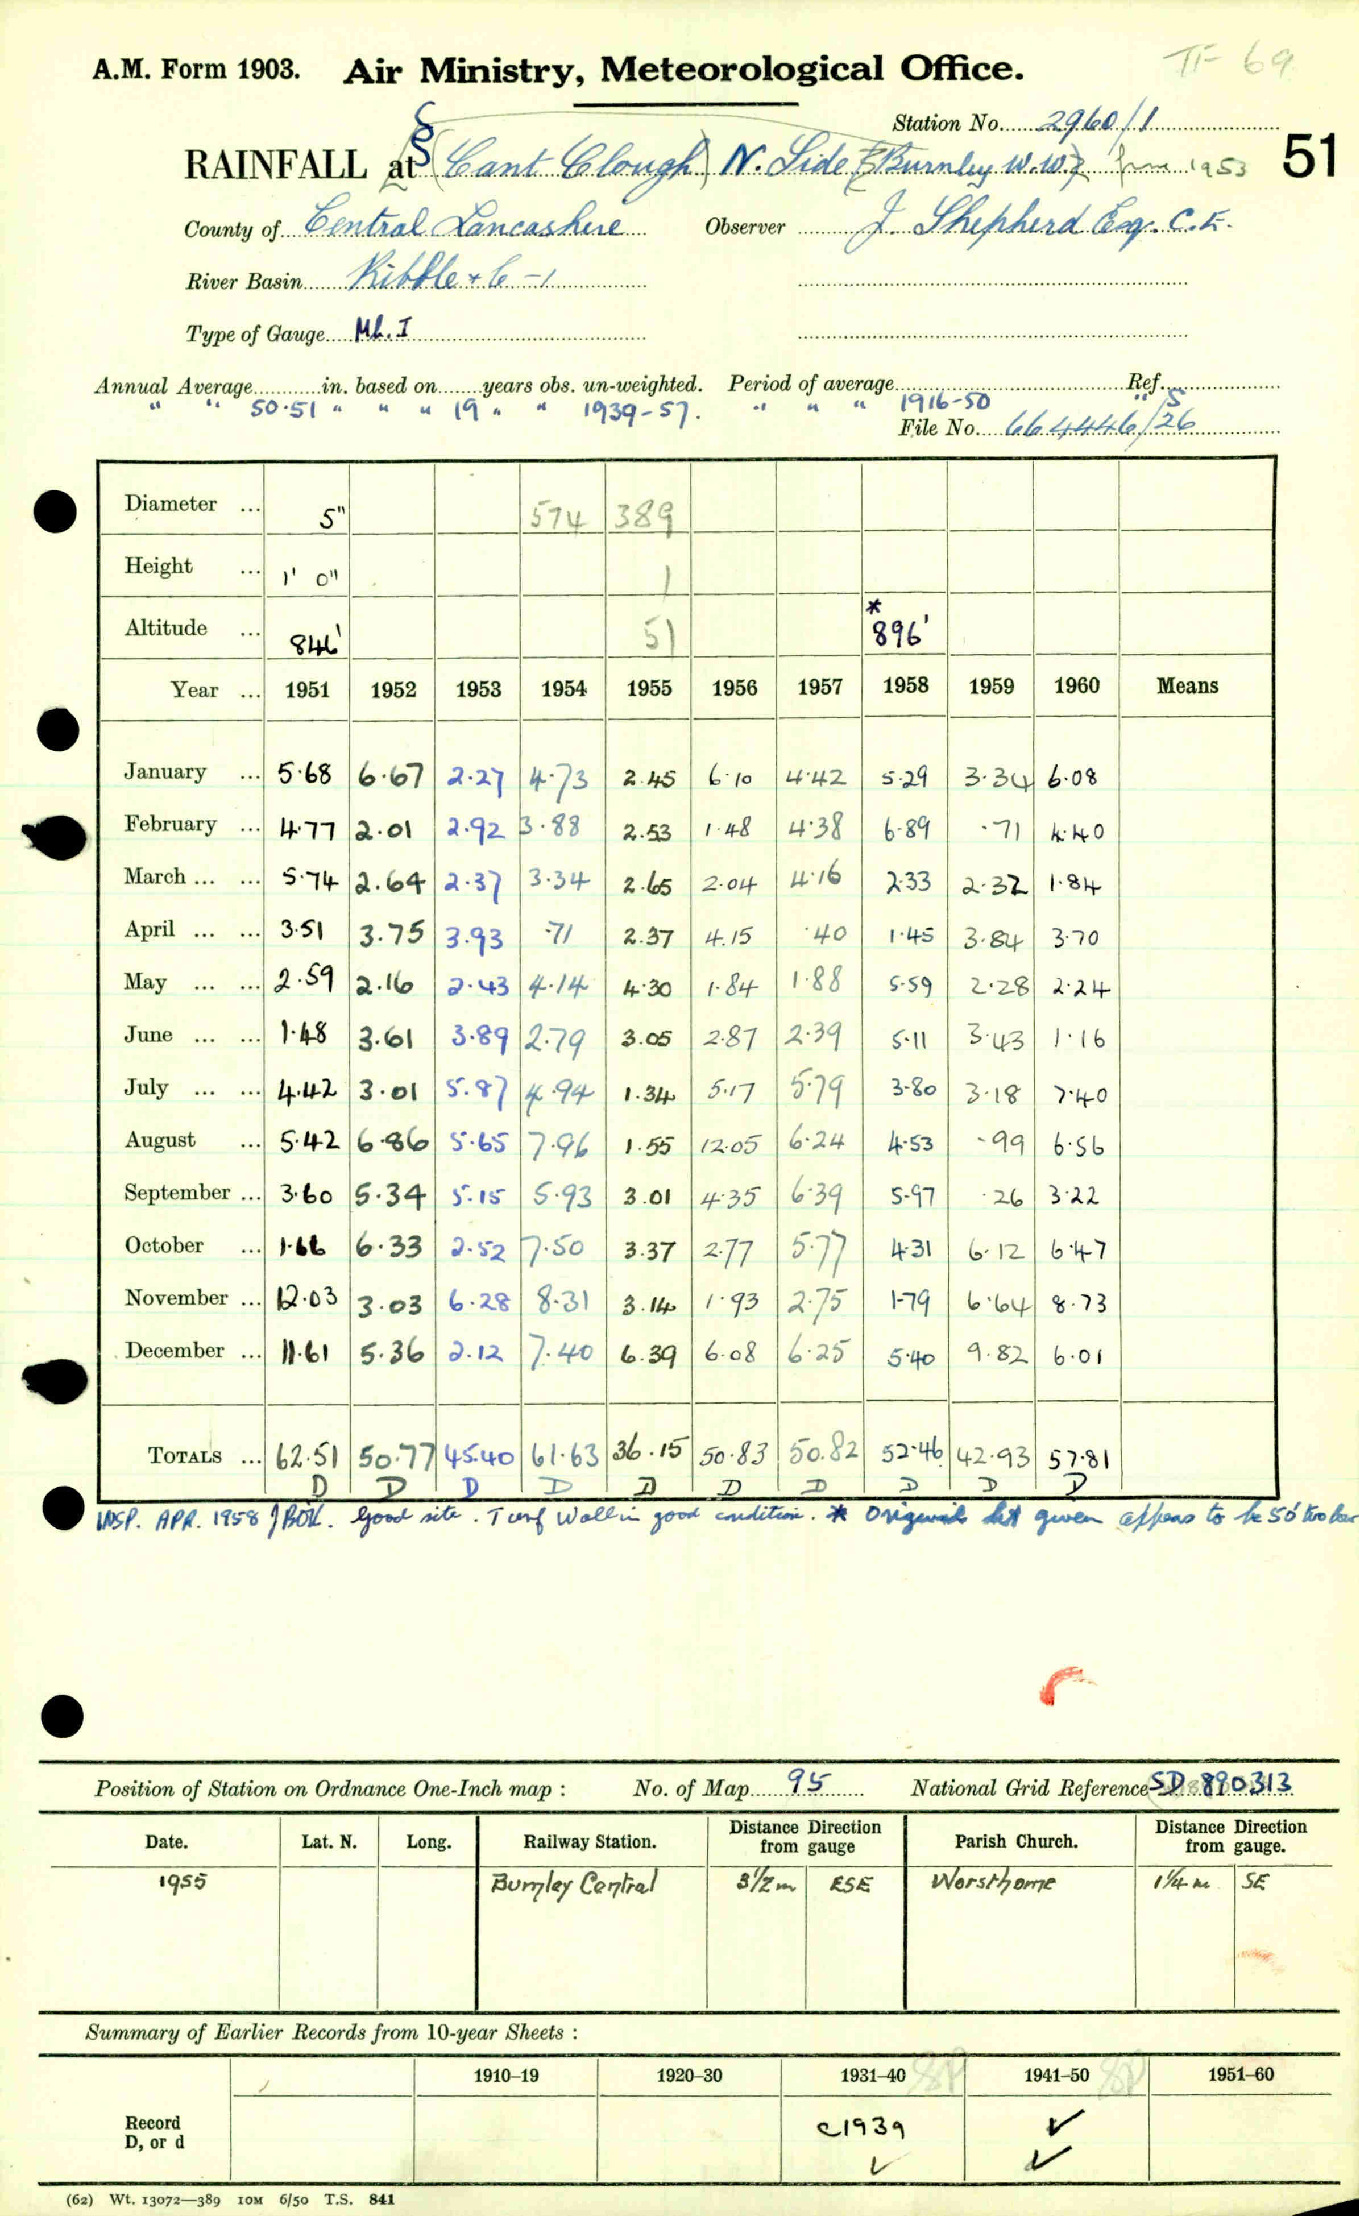 TF 69
A.M. Form 1903. Air Ministry, Meteorological Office.
Station No. 2960/1
51
RAINFALL at § § (Cant Clough) N. Side (Burnley W.W.) from 1953
County of Central Lancashire Observer J. Shepherd Esq. C.E.
River Basin Ribble + 6-1
Type of Gauge Mk. I
Annual Average in. based on years obs. un-weighted. Period of average Ref.
" " 50.51 " " " 19 " " 1939-57. " " " 1916-50 " S
File No. 664446/26
Diameter ... 5" 574 389
Height ... 1' 0" 1
Altitude ... 846' 51 * 896'
Year ... 1951 1952 1953 1954 1955 1956 1957 1958 1959 1960 Means
January ... 5.68 6.67 2.27 4.73 2.45 6.10 4.42 5.29 3.34 6.08
February ... 4.77 2.01 2.92 3.88 2.53 1.48 4.38 6.89 .71 4.40
March ... ... 5.74 2.64 2.37 3.34 2.65 2.04 4.16 2.33 2.37 1.84
April ... ... 3.51 3.75 3.93 .71 2.37 4.15 .40 1.45 3.84 3.70
May ... ... 2.59 2.16 2.43 4.14 4.30 1.84 1.88 5.59 2.28 2.24
June ... ... 1.48 3.61 3.89 2.79 3.05 2.87 2.39 5.11 3.43 1.16
July ... ... 4.42 3.01 5.87 4.94 1.34 5.17 5.79 3.80 3.18 7.40
August ... 5.42 6.86 5.65 7.96 1.55 12.05 6.24 4.53 .99 6.56
September ... 3.60 5.34 5.15 5.93 3.01 4.35 6.39 5.97 .26 3.22
October ... 1.66 6.33 2.52 7.50 3.37 2.77 5.77 4.31 6.12 6.47
November ... 12.03 3.03 6.28 8.31 3.14 1.93 2.75 1.79 6.64 8.73
December ... 11.61 5.36 2.12 7.40 6.39 6.08 6.25 5.40 9.82 6.01
TOTALS ... 62.51 50.77 45.40 61.63 36.15 50.83 50.82 52.46 42.93 57.81
D D D D D D D D D D
INSP. APR. 1958 Good site. Turf Wall in good condition. * given appears to be 50' too low
Position of Station on Ordnance One-Inch map : No. of Map 95 National Grid Reference SD 890313
Date. Lat. N. Long. Railway Station. Distance Direction from gauge Parish Church. Distance Direction from gauge.
1955 Burnley Central 3½ m ESE Worsthorne 1¼ m SE
Summary of Earlier Records from 10-year Sheets :
1910–19 1920–30 1931–40 1941–50 1951–60
Record D, or d c1939 ✓
✓ ✓
(62) Wt. 13072—389 10M 6/50 T.S. 841